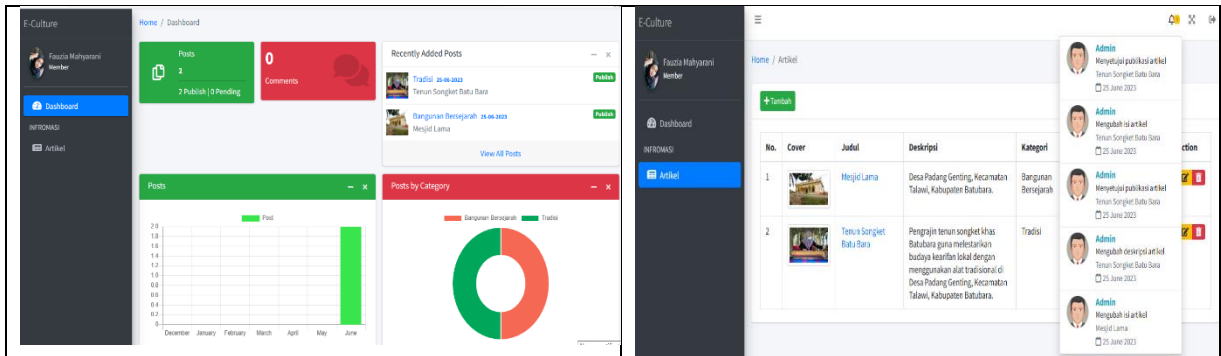 E-Culture
Home / Dashboard
Fauzia Mahyarani
Member
Dashboard
INFROMASI
Artikel
Posts
2
2 Publish | 0 Pending
0
Comments
Recently Added Posts
Tradisi 25-06-2023
Publish
Tenun Songket Batu Bara
Bangunan Bersejarah 25-06-2023
Publish
Mesjid Lama
View All Posts
Posts
Post
2.0
1.8
1.6
1.4
1.2
1.0
0.8
0.6
0.4
0.2
0
December January February March April May June
Posts by Category
Bangunan Bersejarah Tradisi
E-Culture
Fauzia Mahyarani
Member
Dashboard
INFROMASI
Artikel
Home / Artikel
+ Tambah
No. Cover Judul Deskripsi Kategori ction
1 Mesjid Lama Desa Padang Genting, Kecamatan Bangunan
Talawi, Kabupaten Batubara. Bersejarah
2 Tenun Songket Pengrajin tenun songket khas Tradisi
Batu Bara Batubara guna melestarikan
budaya kearifan lokal dengan
menggunakan alat tradisional di
Desa Padang Genting, Kecamatan
Talawi, Kabupaten Batubara.
Admin
Menyetujui publikasi artikel
Tenun Songket Batu Bara
25 June 2023
Admin
Mengubah isi artikel
Tenun Songket Batu Bara
25 June 2023
Admin
Menyetujui publikasi artikel
Tenun Songket Batu Bara
25 June 2023
Admin
Mengubah deskripsi artikel
Tenun Songket Batu Bara
25 June 2023
Admin
Mengubah isi artikel
Mesjid Lama
25 June 2023